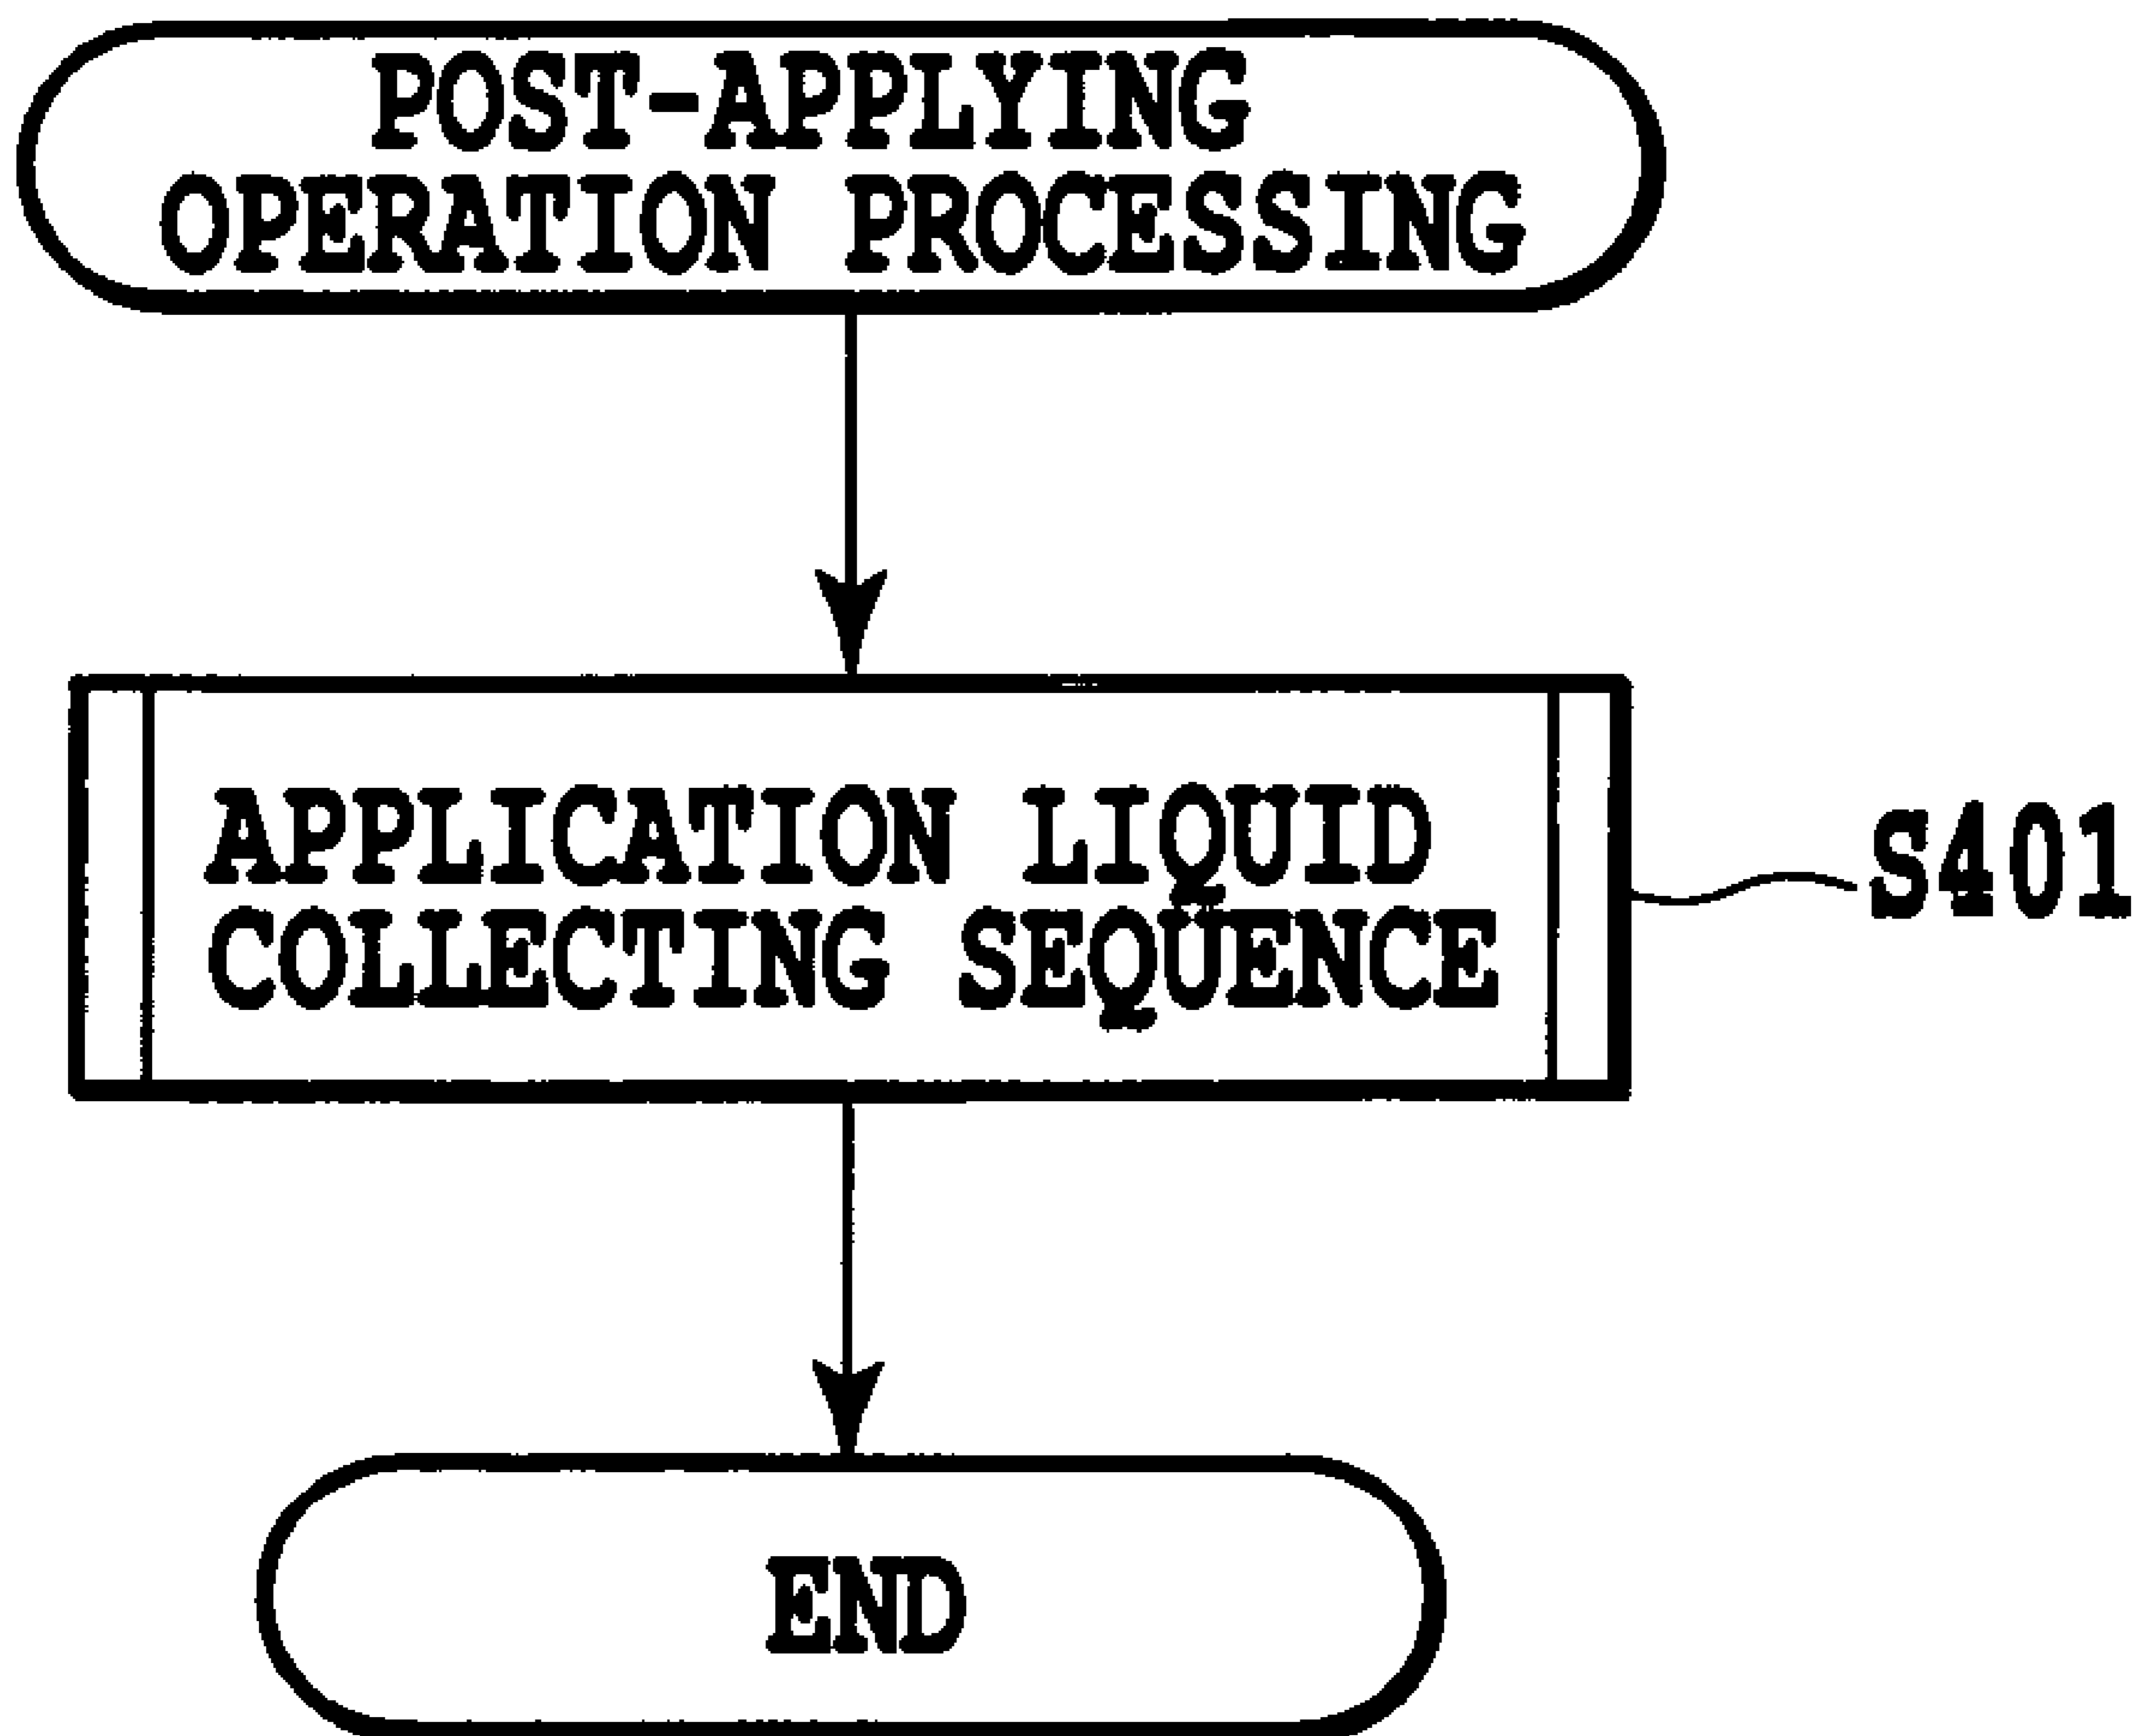 POST-APPLYING
OPERATION PROCESSING
APPLICATION LIQUID
COLLECTING SEQUENCE
S401
END